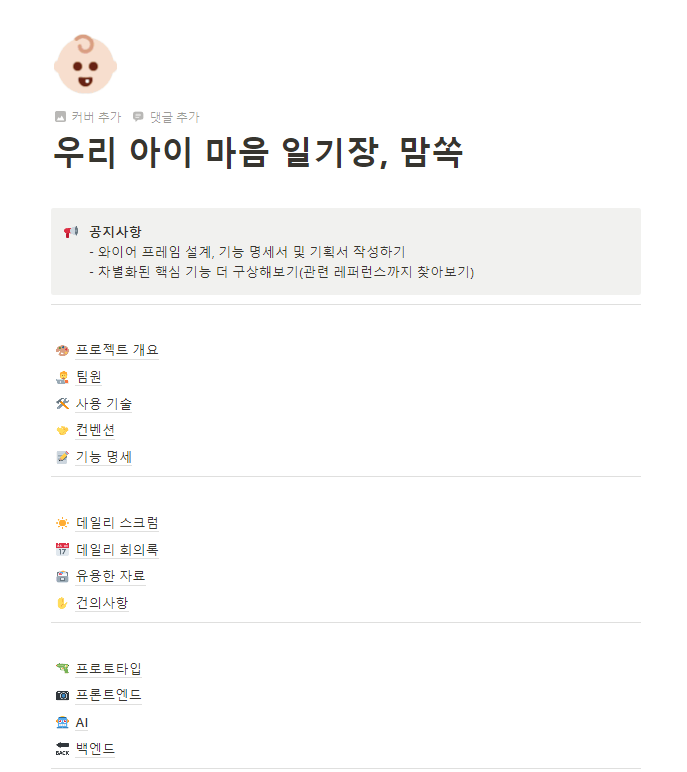 커버 추가 댓글 추가
우리 아이 마음 일기장, 맘쏙
공지사항
- 와이어 프레임 설계, 기능 명세서 및 기획서 작성하기
- 차별화된 핵심 기능 더 구상해보기(관련 레퍼런스까지 찾아보기)
프로젝트 개요
팀원
사용 기술
컨벤션
기능 명세
데일리 스크럼
데일리 회의록
유용한 자료
건의사항
프로토타입
프론트엔드
AI
BACK 백엔드